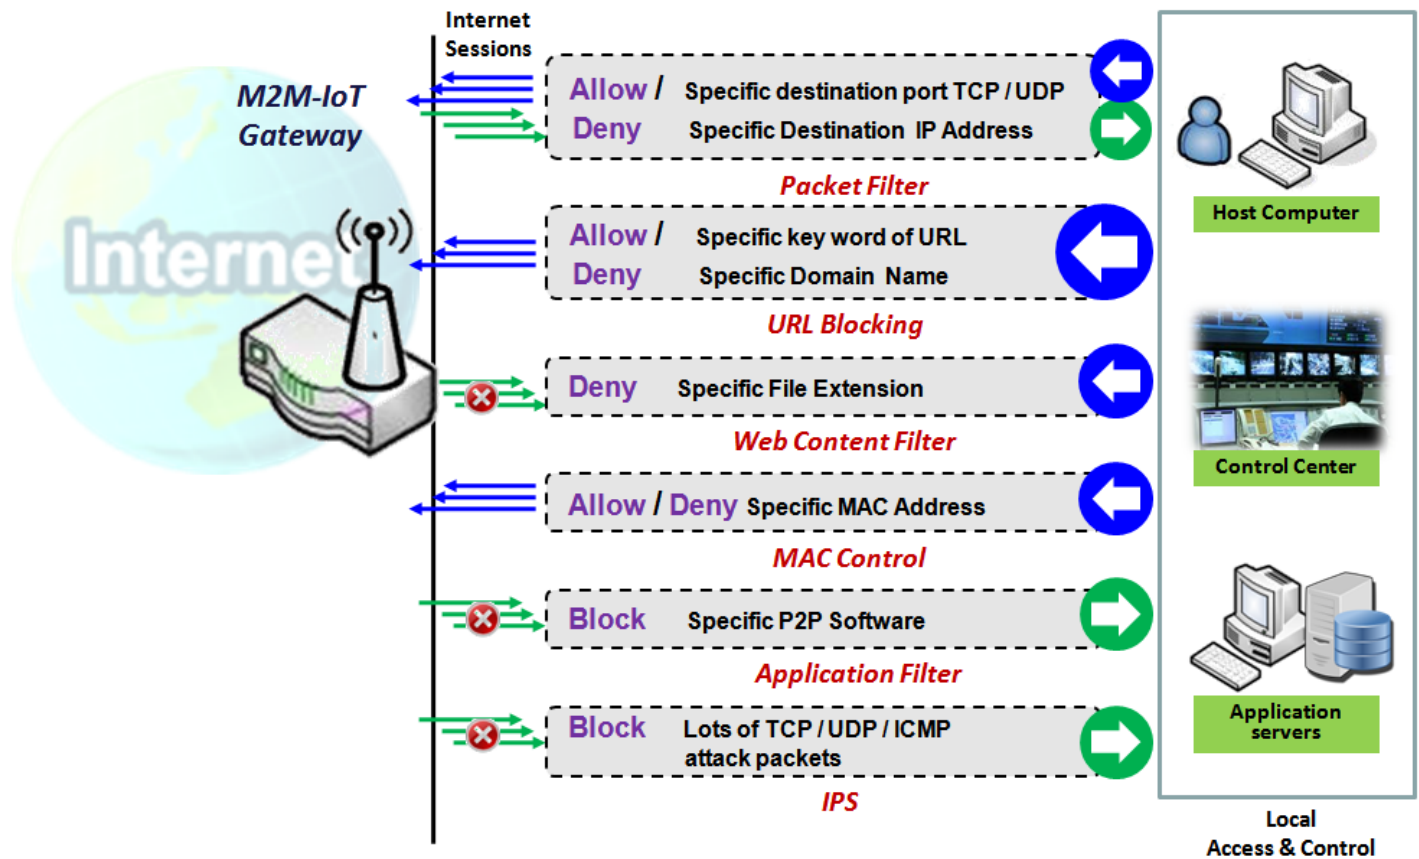 Internet
Sessions
M2M-IoT
Gateway
Internet
Allow / Specific destination port TCP / UDP
Deny Specific Destination IP Address
Packet Filter
Allow / Specific key word of URL
Deny Specific Domain Name
URL Blocking
Deny Specific File Extension
Web Content Filter
Allow / Deny Specific MAC Address
MAC Control
Block Specific P2P Software
Application Filter
Block Lots of TCP / UDP / ICMP
attack packets
IPS
Host Computer
Control Center
Application
servers
Local
Access & Control